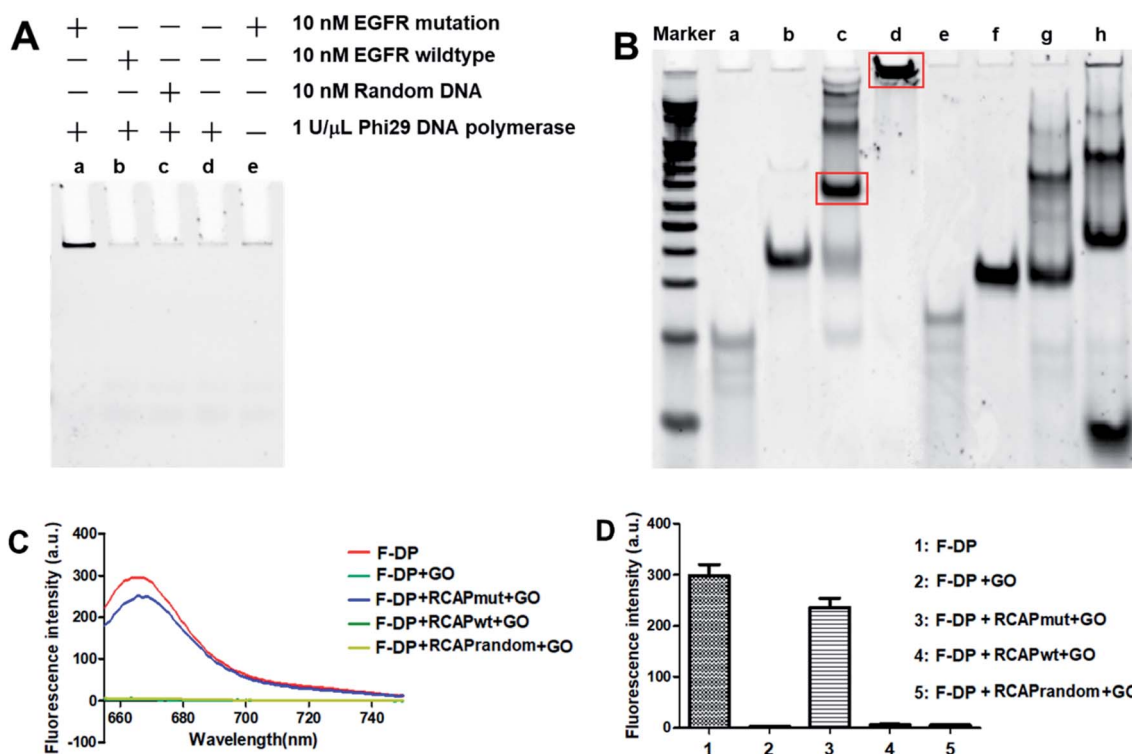 A
+ − − − + 10 nM EGFR mutation
− + − − − 10 nM EGFR wildtype
− − + − − 10 nM Random DNA
+ + + + − 1 U/μL Phi29 DNA polymerase
a b c d e
B
Marker a b c d e f g h
C
Fluorescence intensity (a.u.)
400
300
200
100
0
-100
660 680 700 720 740
Wavelength(nm)
F-DP
F-DP+GO
F-DP+RCAPmut+GO
F-DP+RCAPwt+GO
F-DP+RCAPrandom+GO
D
Fluorescence intensity (a.u.)
400
300
200
100
0
1 2 3 4 5
1: F-DP
2: F-DP +GO
3: F-DP + RCAPmut+GO
4: F-DP + RCAPwt+GO
5: F-DP + RCAPrandom+GO